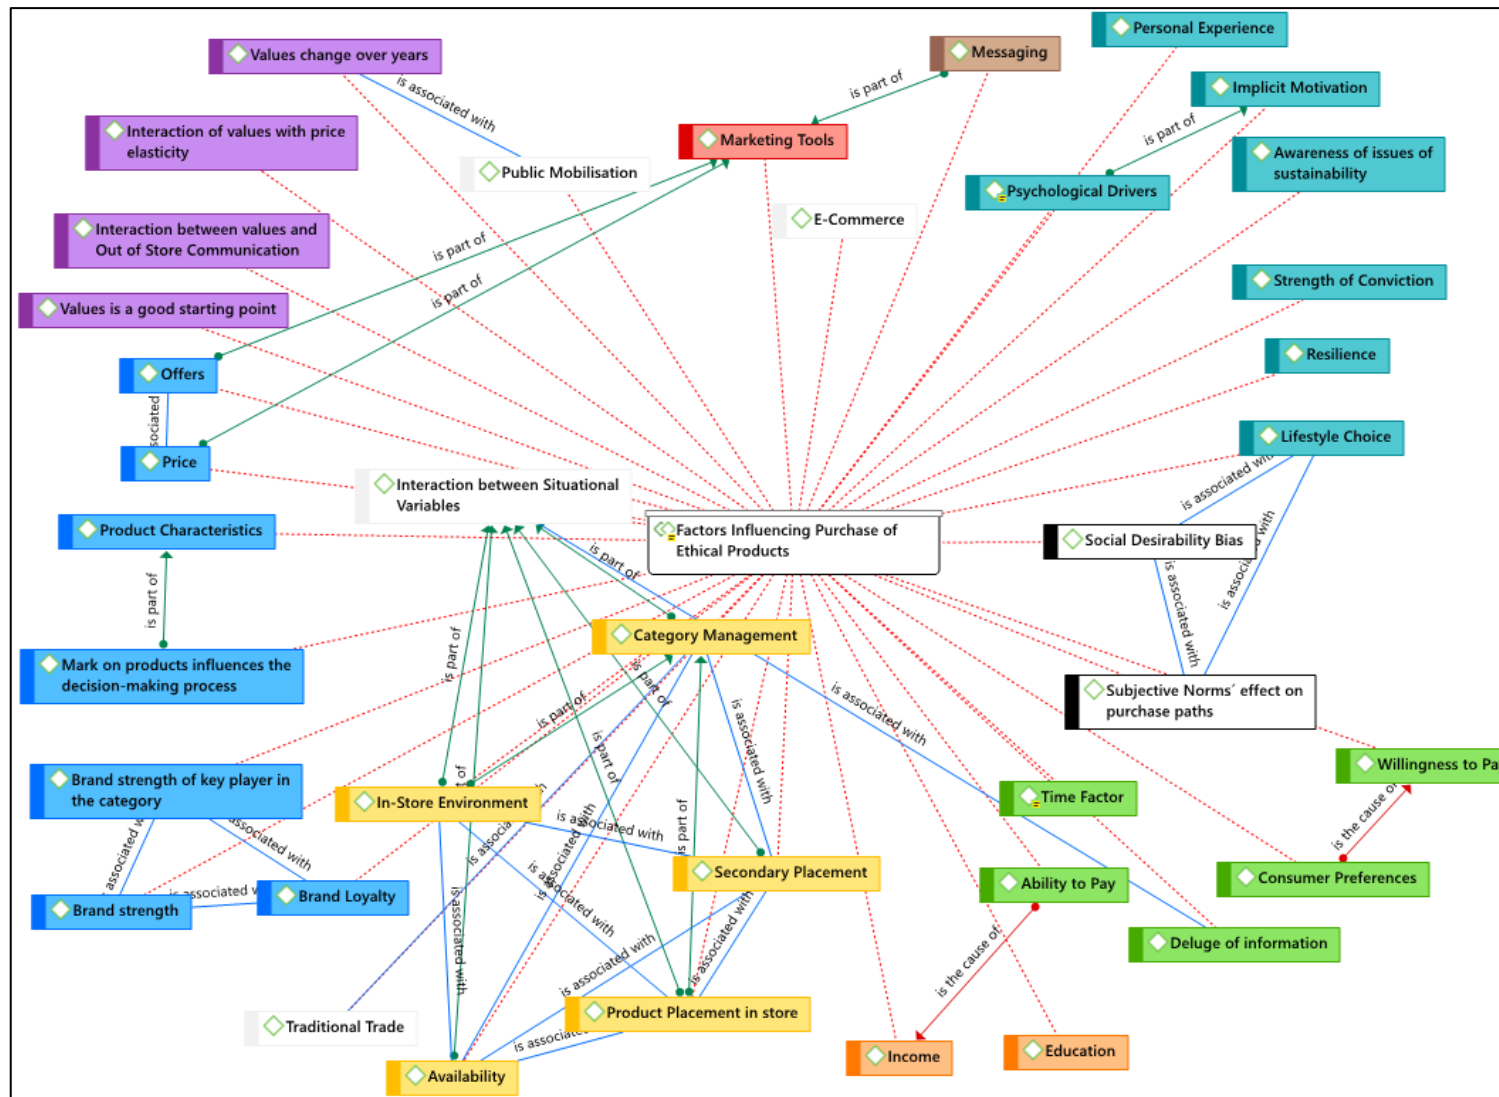 Values change over years
Personal Experience
Messaging
is associated with
is part of
Implicit Motivation
Interaction of values with price
elasticity
Marketing Tools
is part of
Awareness of issues of
sustainability
Public Mobilisation
Psychological Drivers
E-Commerce
Interaction between values and
Out of Store Communication
is part of
is part of
Strength of Conviction
Values is a good starting point
Resilience
Offers
sociated
Lifestyle Choice
Price
is associated with
Interaction between Situational
Variables
Product Characteristics
Factors Influencing Purchase of
Ethical Products
Social Desirability Bias
is part of
is associated with
is associated with
is part of
Category Management
Mark on products influences the
decision-making process
is part of
is part of
Subjective Norms´ effect on
purchase paths
is part of
is associated with
is associated with
is part of
Willingness to Pa
Brand strength of key player in
the category
In-Store Environment
Time Factor
is the cause of
associated with
is associated with
is part of
Secondary Placement
Ability to Pay
Consumer Preferences
Brand strength
Brand Loyalty
is associated with
is associated with
is associated with
is associated with
Deluge of information
is the cause of
Product Placement in store
Traditional Trade
is associated
Income
Education
Availability